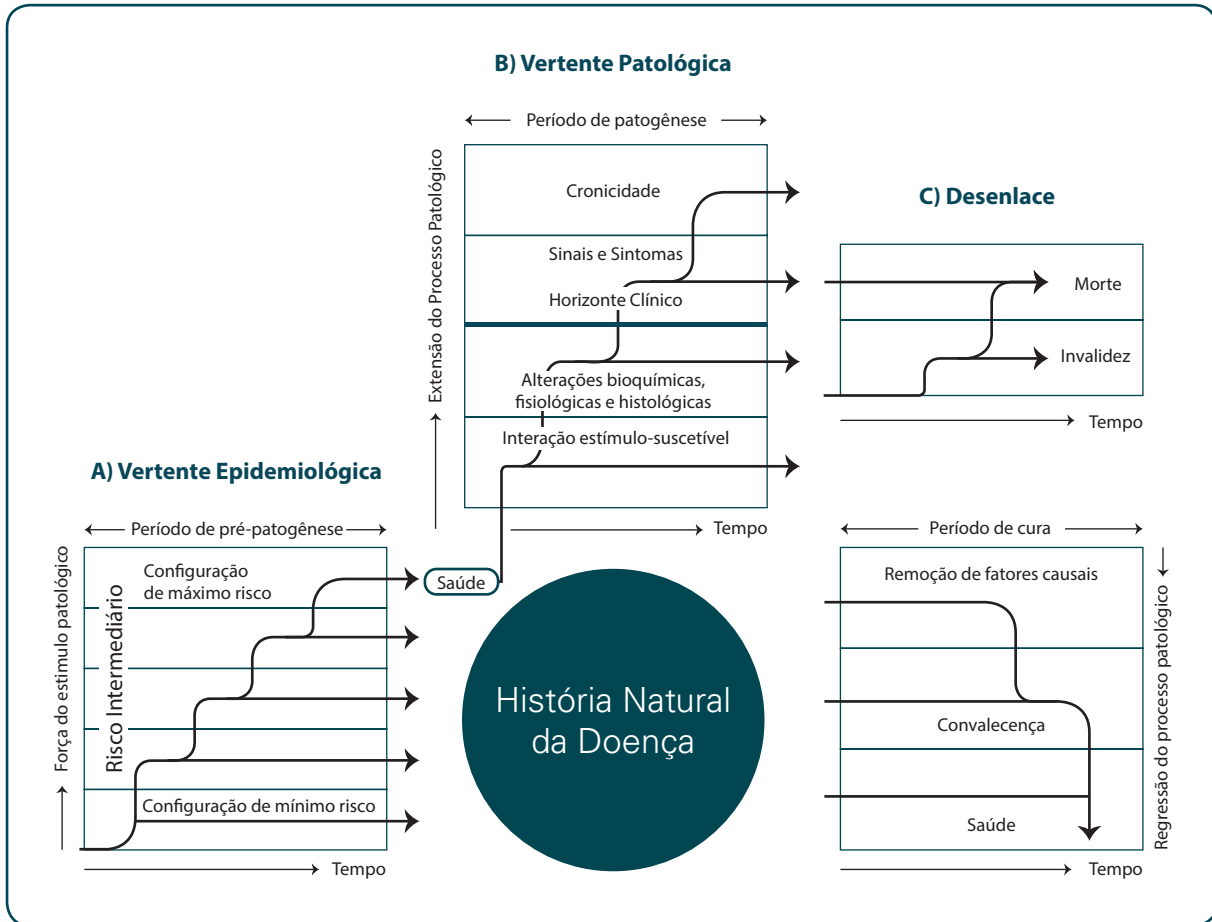 B) Vertente Patológica
Período de patogênese
Extensão do Processo Patológico
Cronicidade
Sinais e Sintomas
Horizonte Clínico
Alterações bioquímicas,
fisiológicas e histológicas
Interação estímulo-suscetível
Tempo
C) Desenlace
Morte
Invalidez
Tempo
A) Vertente Epidemiológica
Período de pré-patogênese
Força do estimulo patológico
Risco Intermediário
Configuração
de máximo risco
Configuração de mínimo risco
Tempo
Saúde
História Natural
da Doença
Período de cura
Remoção de fatores causais
Convalecença
Saúde
Regressão do processo patológico
Tempo